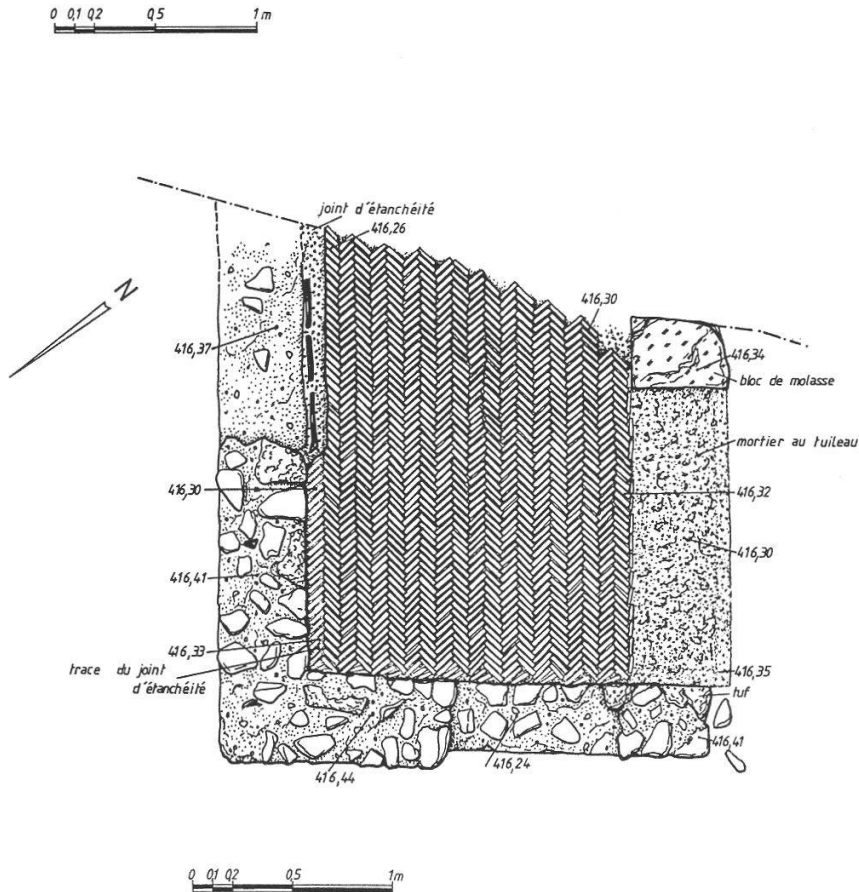 0 0,1 0,2 0,5 1 m
joint d'étanchéité
416,26
N
416,30
416,37
416,34
bloc de molasse
mortier au tuileau
416,30
416,32
416,30
416,41
416,33
trace du joint
d'étanchéité
416,35
tuf
416,41
416,24
416,44
0 0,1 0,2 0,5 1m